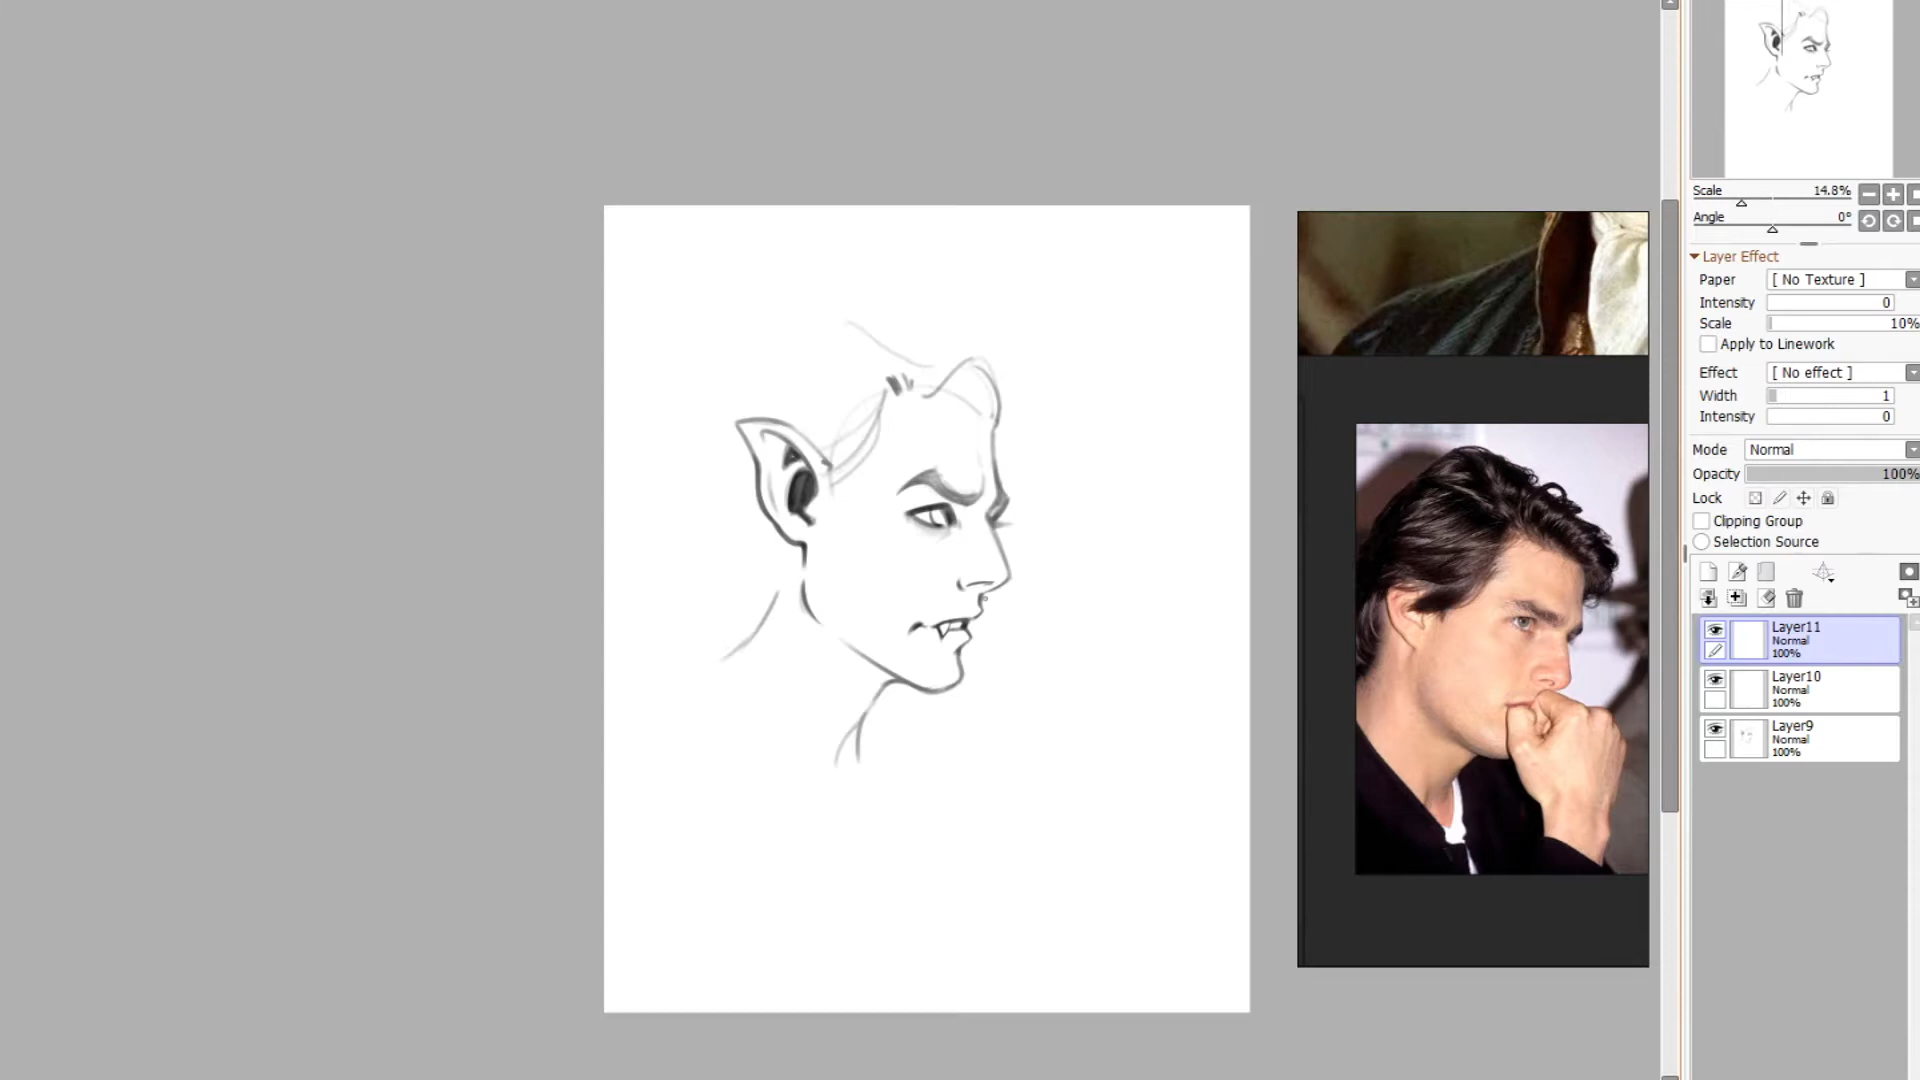 Scale 14.8%
Angle 0°
Layer Effect
Paper [ No Texture ]
Intensity 0
Scale 10%
Apply to Linework
Effect [ No effect ]
Width 1
Intensity 0
Mode Normal
Opacity 100%
Lock
Clipping Group
Selection Source
Layer11
Normal
100%
Layer10
Normal
100%
Layer9
Normal
100%